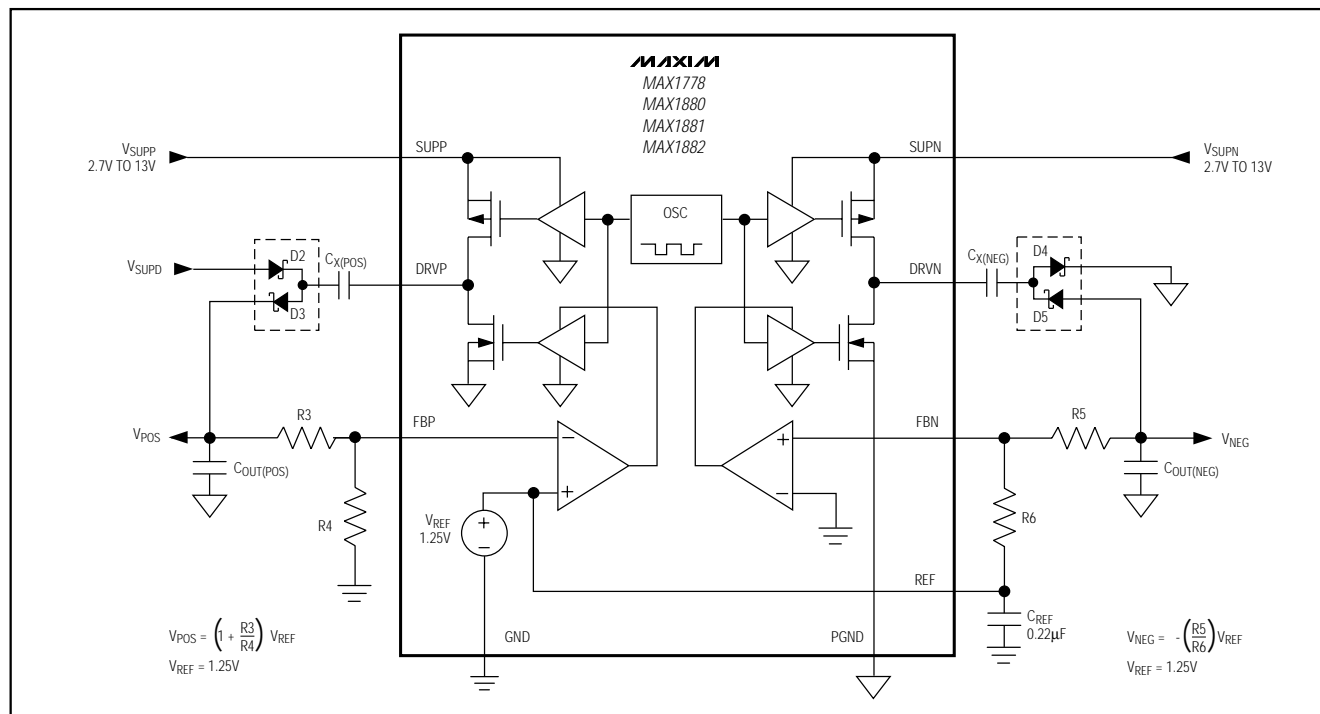 MAXIM
MAX1778
MAX1880
MAX1881
MAX1882
VSUPP
2.7V TO 13V
SUPP
SUPN
VSUPN
2.7V TO 13V
OSC
VSUPD
D2
D3
CX(POS)
DRVP
DRVN
CX(NEG)
D4
D5
VPOS
R3
FBP
FBN
R5
VNEG
COUT(POS)
COUT(NEG)
R4
−
+
+
−
VREF
1.25V
+
−
R6
REF
CREF
0.22µF
GND
PGND
VPOS = (1 + R3/R4) VREF
VREF = 1.25V
VNEG = -(R5/R6) VREF
VREF = 1.25V